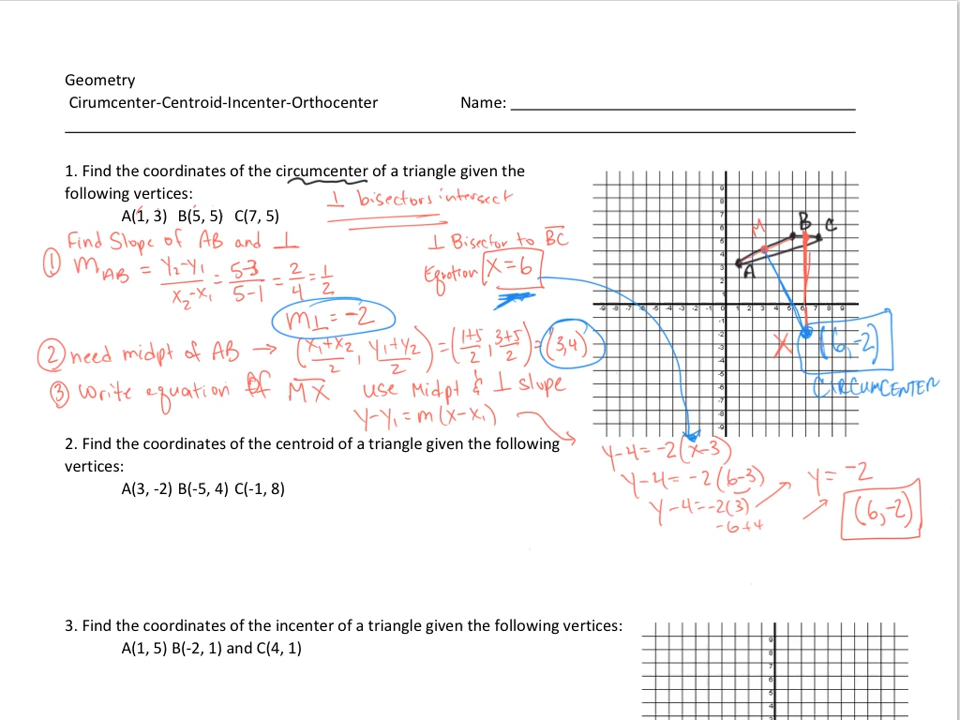 Geometry
Cirumcenter-Centroid-Incenter-Orthocenter Name:
1. Find the coordinates of the circumcenter of a triangle given the
following vertices:
A(1, 3) B(5, 5) C(7, 5)
⊥ bisectors intersect
Find Slope of AB and ⊥
① m_AB = Y₂-Y₁/X₂-X₁ = 5-3/5-1 = 2/4 = 1/2
m⊥ = -2
⊥ Bisector to BC
Equation X=6
② need midpt of AB → (X₁+X₂/2, Y₁+Y₂/2) = (1+5/2, 3+5/2) = (3,4)
③ Write equation of MX use Midpt & ⊥ slope
Y-Y₁=m(X-X₁)
M
B
C
A
X (6,-2)
CIRCUMCENTER
Y-4=-2(X-3)
Y-4=-2(6-3)
Y-4=-2(3)
-6+4
Y=-2
(6,-2)
2. Find the coordinates of the centroid of a triangle given the following
vertices:
A(3, -2) B(-5, 4) C(-1, 8)
3. Find the coordinates of the incenter of a triangle given the following vertices:
A(1, 5) B(-2, 1) and C(4, 1)